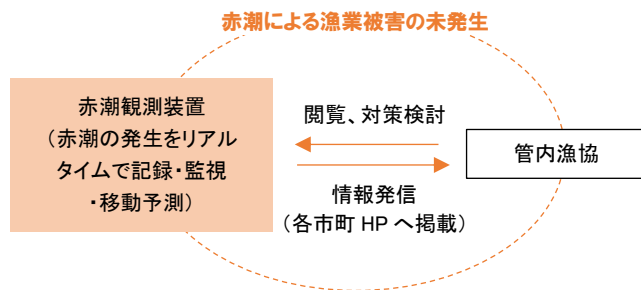 赤潮による漁業被害の未発生
赤潮観測装置
（赤潮の発生をリアル
タイムで記録・監視
・移動予測）
閲覧、対策検討
情報発信
（各市町 HP へ掲載）
管内漁協